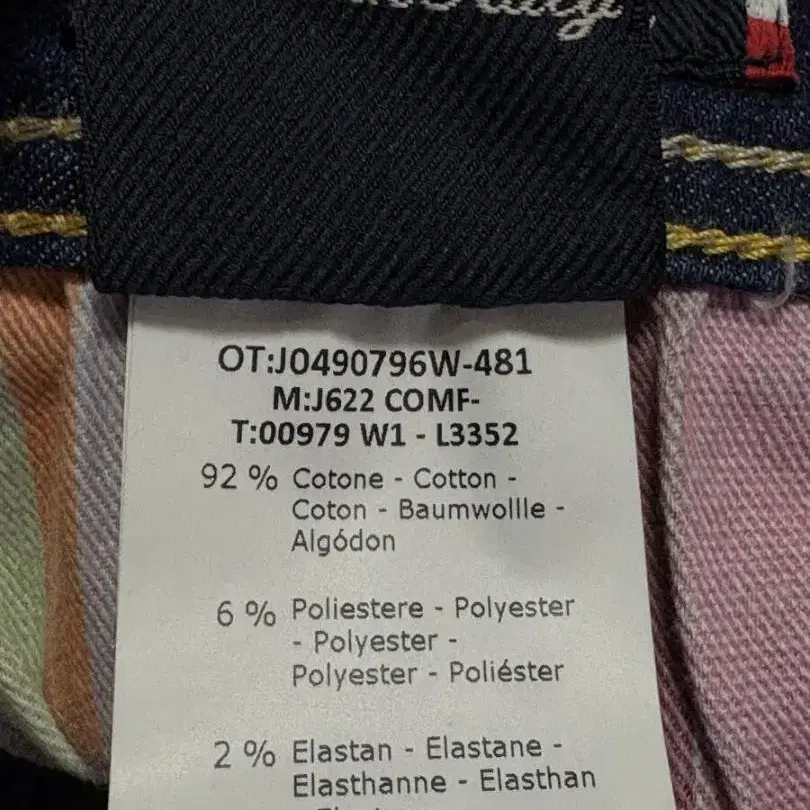 OT:J0490796W-481
M:J622 COMF-
T:00979 W1 - L3352
92 % Cotone - Cotton -
Coton - Baumwollle -
Algódon
6 % Poliestere - Polyester
- Polyester -
Polyester - Poliéster
2 % Elastan - Elastane -
Elasthanne - Elasthan